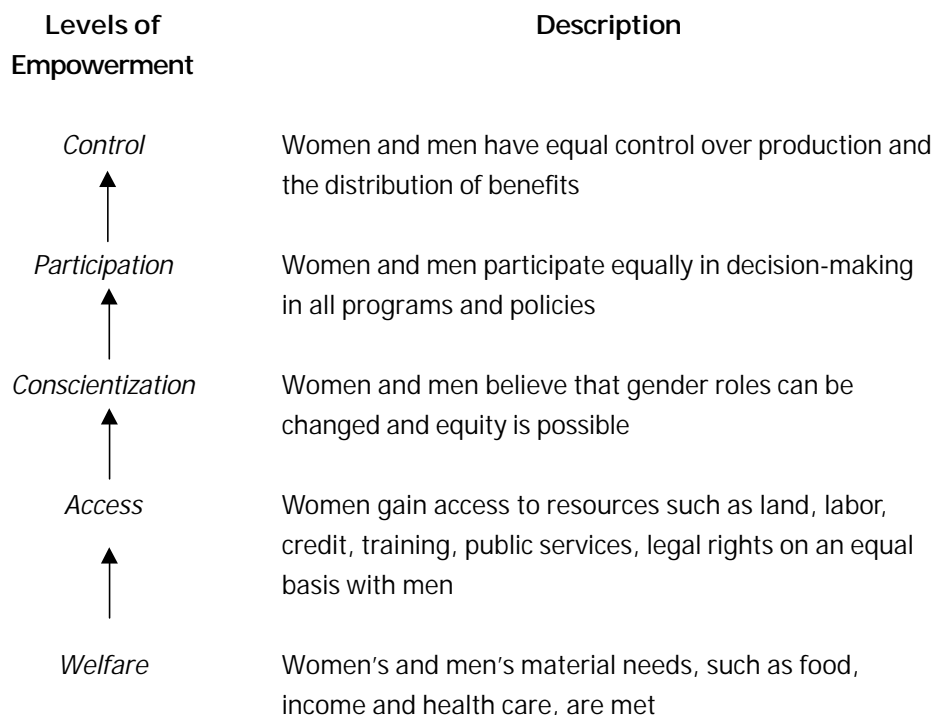 Levels of
Empowerment
Description
Control
Women and men have equal control over production and
the distribution of benefits
Participation
Women and men participate equally in decision-making
in all programs and policies
Conscientization
Women and men believe that gender roles can be
changed and equity is possible
Access
Women gain access to resources such as land, labor,
credit, training, public services, legal rights on an equal
basis with men
Welfare
Women's and men's material needs, such as food,
income and health care, are met